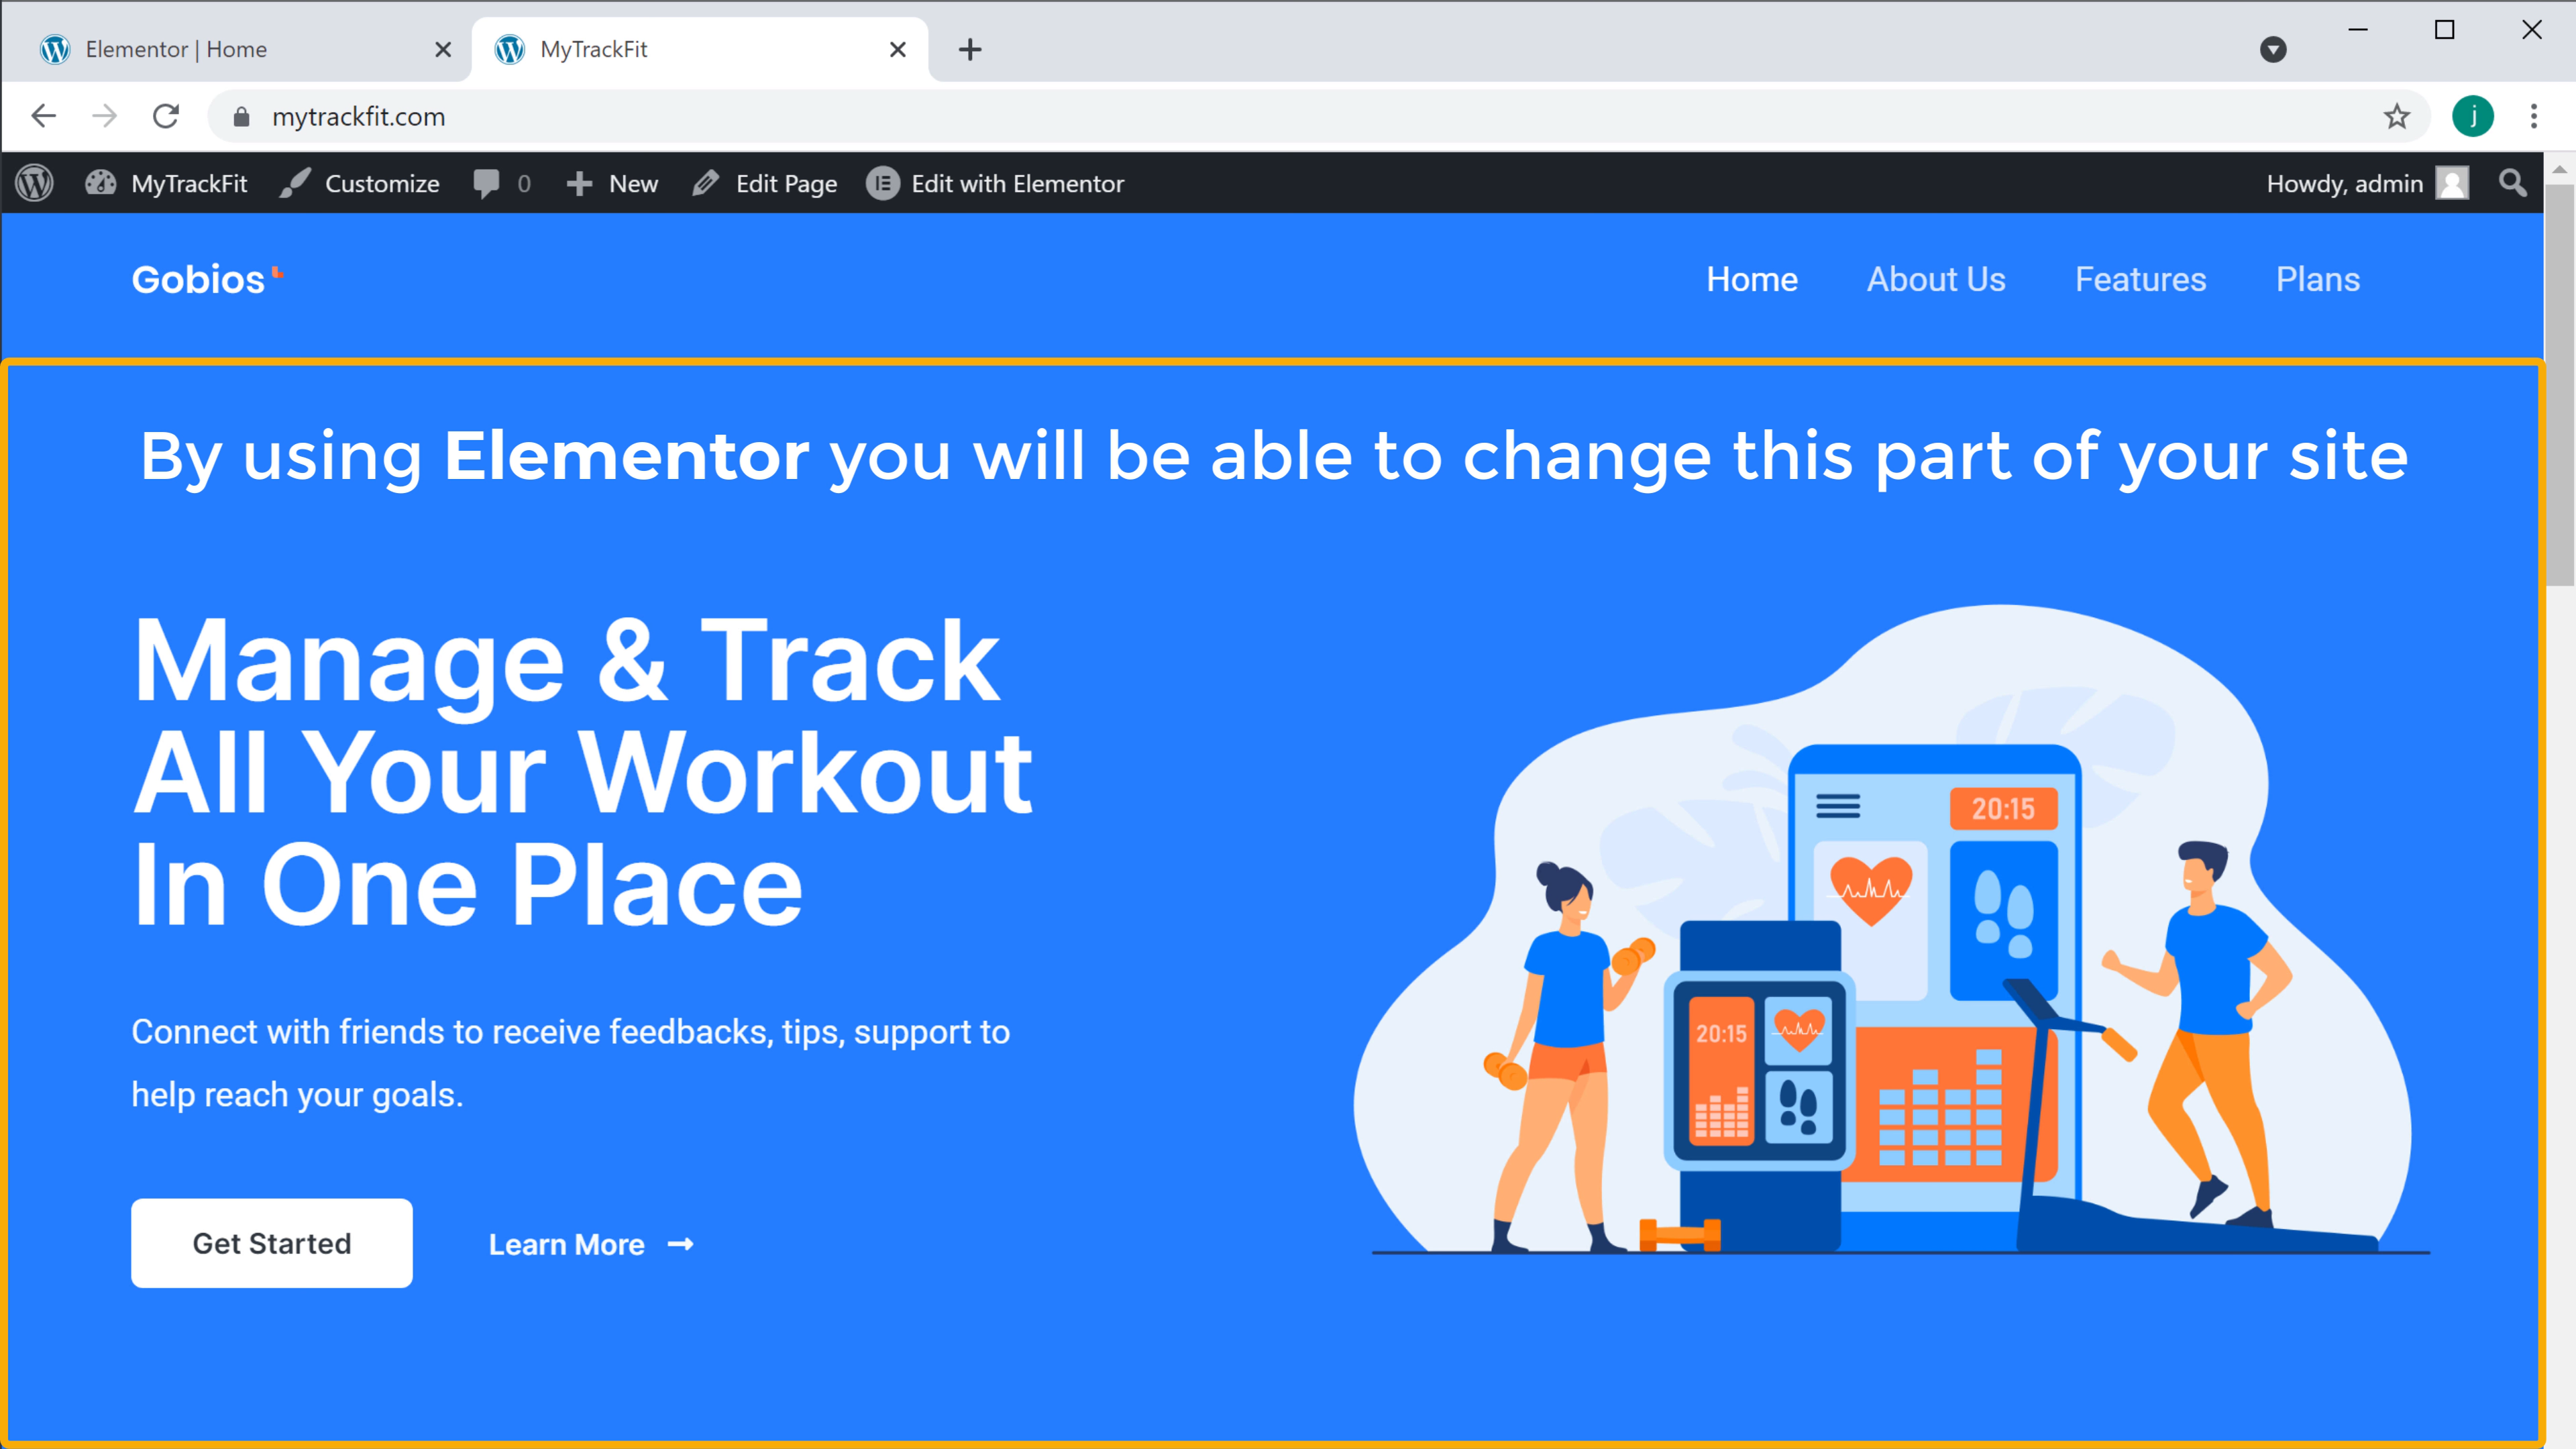 Elementor | Home
MyTrackFit
mytrackfit.com
j
MyTrackFit Customize 0 New Edit Page Edit with Elementor Howdy, admin
Gobios
Home About Us Features Plans
By using Elementor you will be able to change this part of your site
Manage & Track
All Your Workout
In One Place
Connect with friends to receive feedbacks, tips, support to
help reach your goals.
Get Started
Learn More →
20:15
20:15